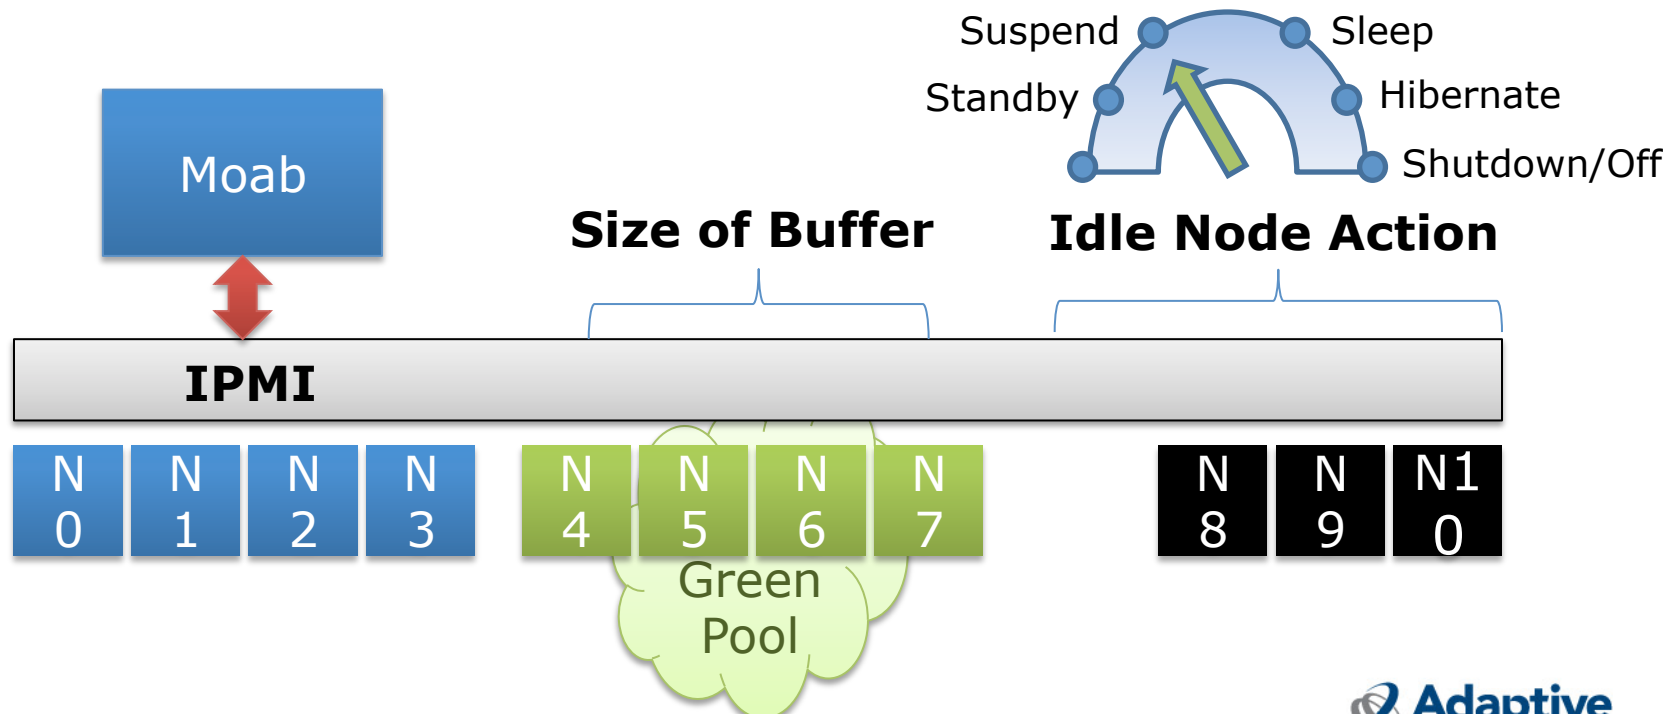 Suspend
Sleep
Standby
Hibernate
Shutdown/Off
Moab
Size of Buffer
Idle Node Action
IPMI
N
0
N
1
N
2
N
3
N
4
N
5
N
6
N
7
N
8
N
9
N1
0
Green
Pool
Adaptive